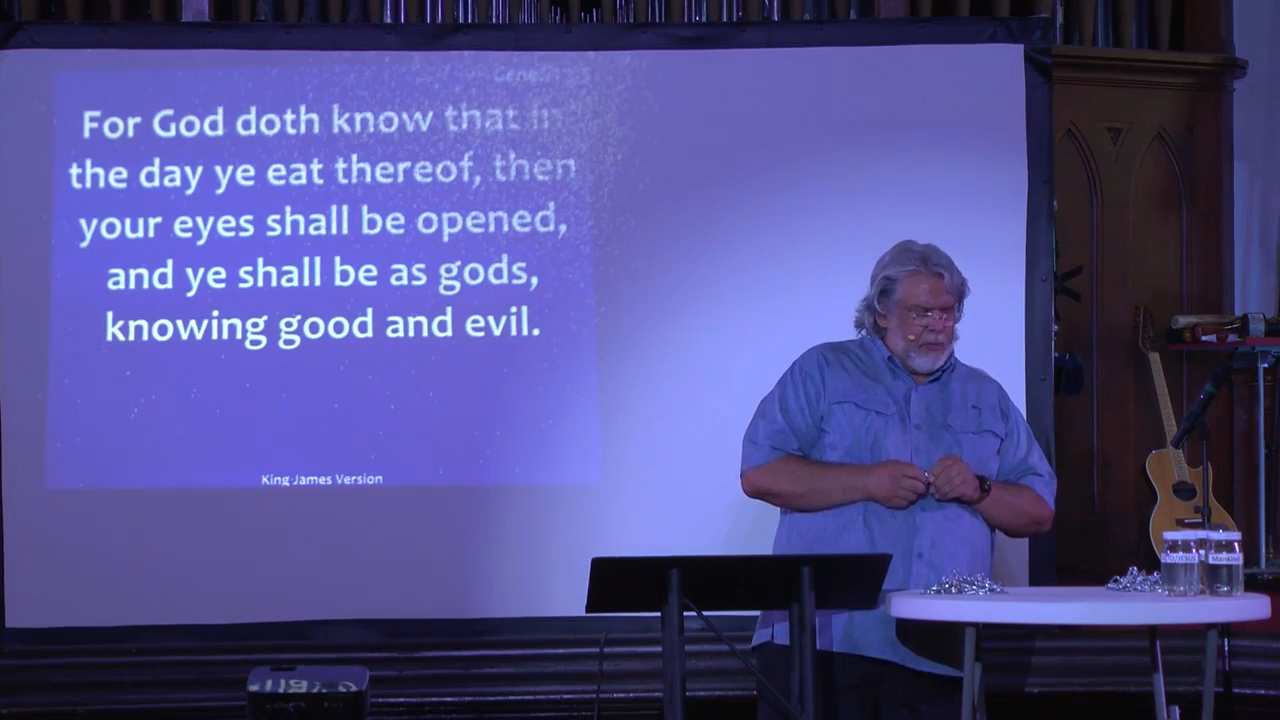 For God doth know that in
the day ye eat thereof, then
your eyes shall be opened,
and ye shall be as gods,
knowing good and evil.
King James Version
Mankind